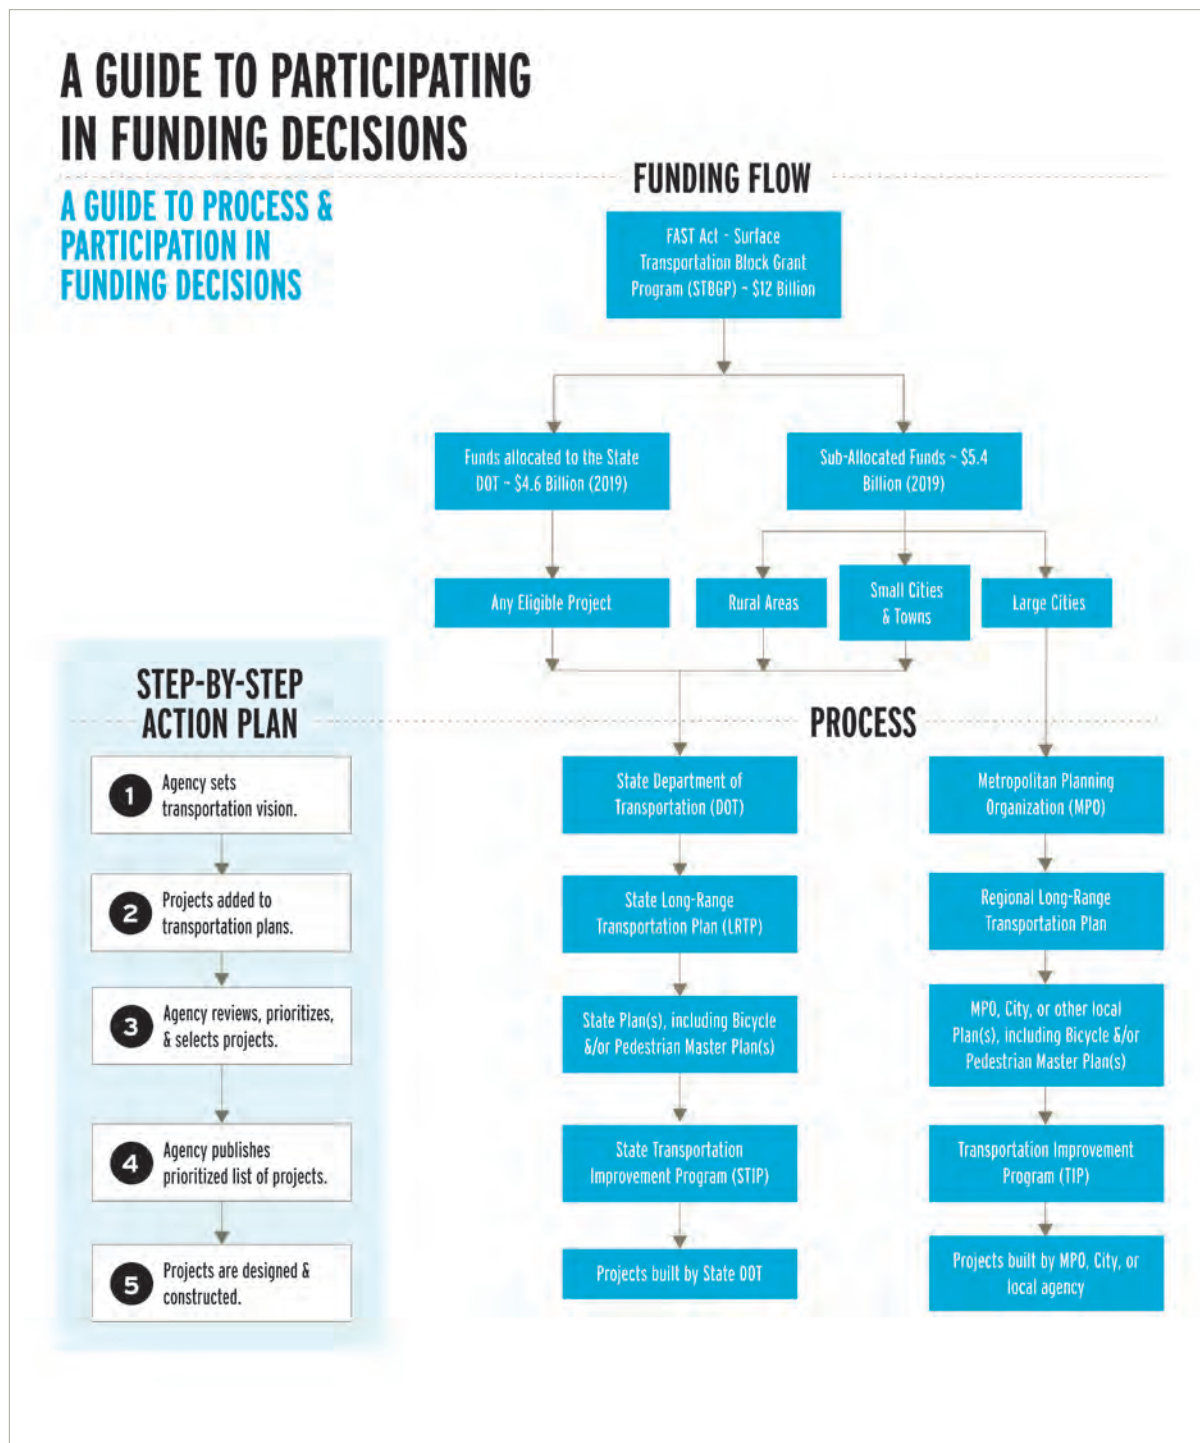 A GUIDE TO PARTICIPATING
IN FUNDING DECISIONS
A GUIDE TO PROCESS &
PARTICIPATION IN
FUNDING DECISIONS
FUNDING FLOW
FAST Act - Surface
Transportation Block Grant
Program (STBGP) ~ $12 Billion
Funds allocated to the State
DOT ~ $4.6 Billion (2019)
Sub-Allocated Funds ~ $5.4
Billion (2019)
Any Eligible Project
Rural Areas
Small Cities
& Towns
Large Cities
STEP-BY-STEP
ACTION PLAN
1
Agency sets
transportation vision.
2
Projects added to
transportation plans.
3
Agency reviews, prioritizes,
& selects projects.
4
Agency publishes
prioritized list of projects.
5
Projects are designed &
constructed.
PROCESS
State Department of
Transportation (DOT)
State Long-Range
Transportation Plan (LRTP)
State Plan(s), including Bicycle
&/or Pedestrian Master Plan(s)
State Transportation
Improvement Program (STIP)
Projects built by State DOT
Metropolitan Planning
Organization (MPO)
Regional Long-Range
Transportation Plan
MPO, City, or other local
Plan(s), including Bicycle &/or
Pedestrian Master Plan(s)
Transportation Improvement
Program (TIP)
Projects built by MPO, City, or
local agency